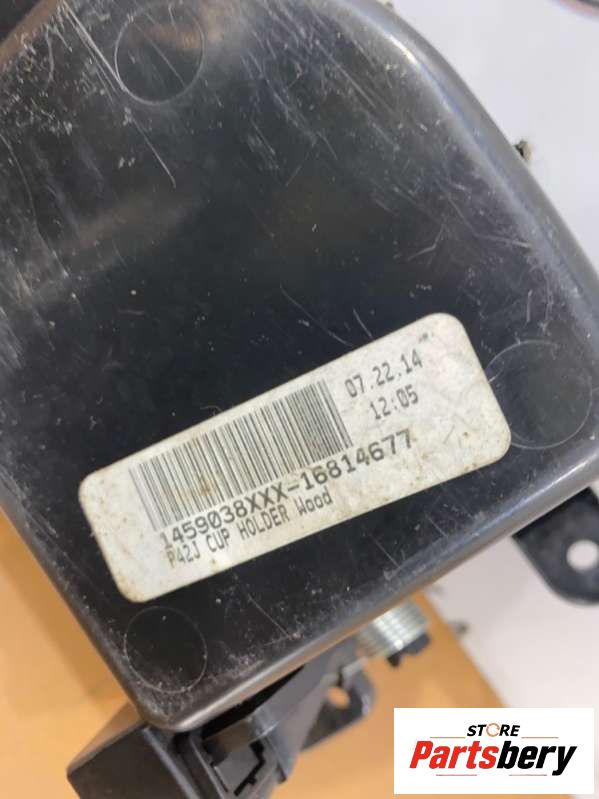 07.22.14
12:05
1459038XXX-16814677
P42J CUP HOLDER Wood
STORE
Partsbery